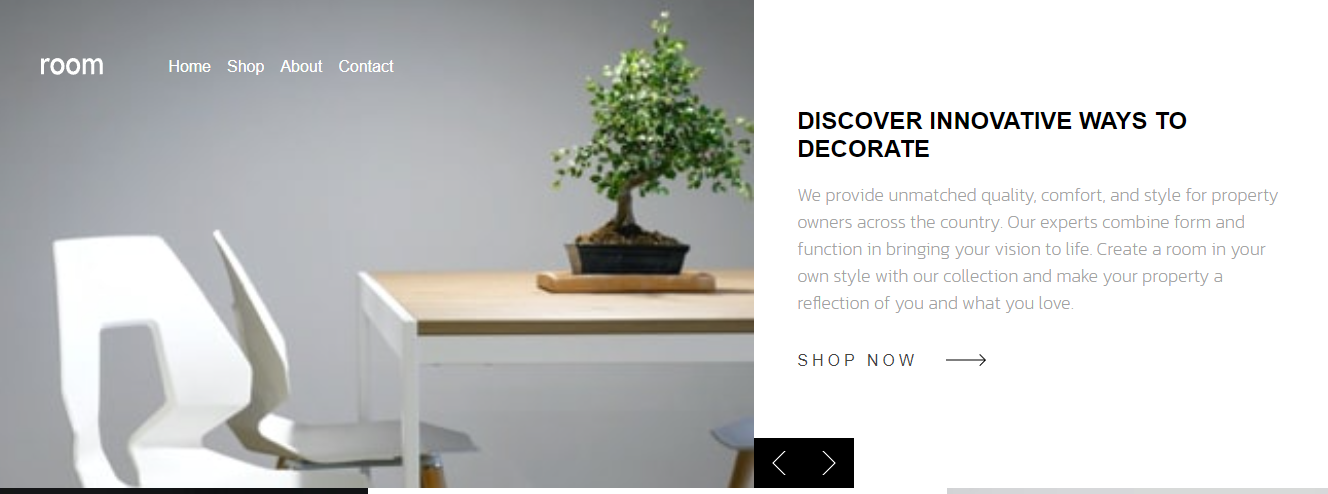 room
Home Shop About Contact
DISCOVER INNOVATIVE WAYS TO
DECORATE
We provide unmatched quality, comfort, and style for property
owners across the country. Our experts combine form and
function in bringing your vision to life. Create a room in your
own style with our collection and make your property a
reflection of you and what you love.
SHOP NOW